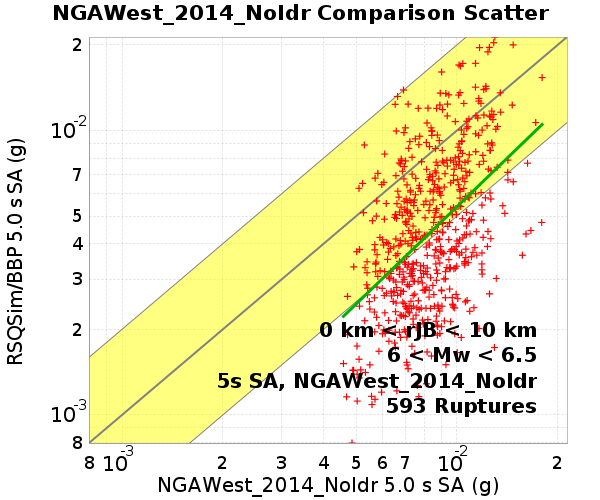 NGAWest_2014_NoIdr Comparison Scatter
RSQSim/BBP 5.0 s SA (g)
2
10-2
7
5
4
3
2
10-3
8
0 km < rJB < 10 km
6 < Mw < 6.5
5s SA, NGAWest_2014_NoIdr
593 Ruptures
8 10-3 2 3 4 5 6 7 10-2 2
NGAWest_2014_NoIdr 5.0 s SA (g)